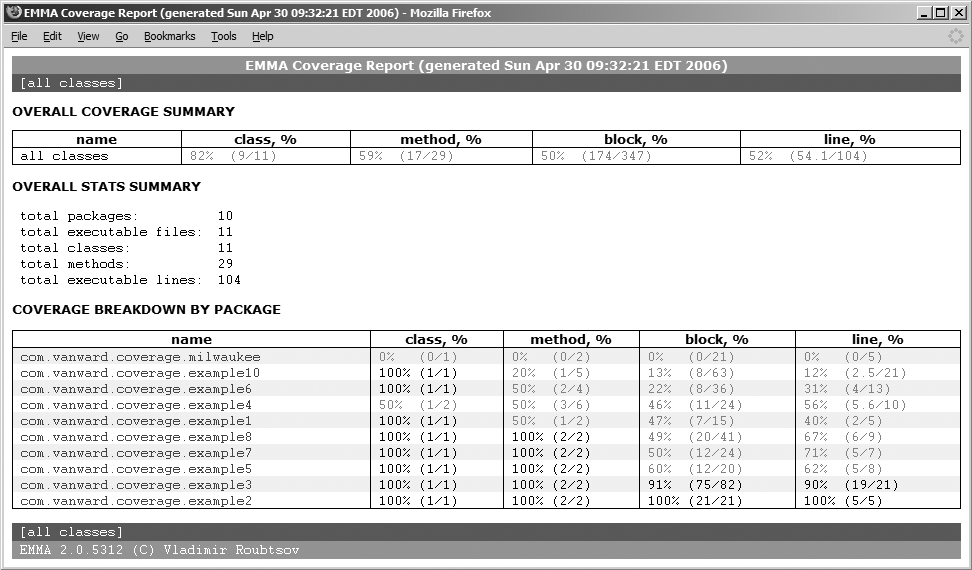 EMMA Coverage Report (generated Sun Apr 30 09:32:21 EDT 2006) - Mozilla Firefox
File Edit View Go Bookmarks Tools Help
EMMA Coverage Report (generated Sun Apr 30 09:32:21 EDT 2006)
[all classes]
OVERALL COVERAGE SUMMARY
name class, % method, % block, % line, %
all classes 82% (9/11) 59% (17/29) 50% (174/347) 52% (54.1/104)
OVERALL STATS SUMMARY
total packages: 10
total executable files: 11
total classes: 11
total methods: 29
total executable lines: 104
COVERAGE BREAKDOWN BY PACKAGE
name class, % method, % block, % line, %
com.vanward.coverage.milwaukee 0% (0/1) 0% (0/2) 0% (0/21) 0% (0/5)
com.vanward.coverage.example10 100% (1/1) 20% (1/5) 13% (8/63) 12% (2.5/21)
com.vanward.coverage.example6 100% (1/1) 50% (2/4) 22% (8/36) 31% (4/13)
com.vanward.coverage.example4 50% (1/2) 50% (3/6) 46% (11/24) 56% (5.6/10)
com.vanward.coverage.example1 100% (1/1) 50% (1/2) 47% (7/15) 40% (2/5)
com.vanward.coverage.example8 100% (1/1) 100% (2/2) 49% (20/41) 67% (6/9)
com.vanward.coverage.example7 100% (1/1) 100% (2/2) 50% (12/24) 71% (5/7)
com.vanward.coverage.example5 100% (1/1) 100% (2/2) 60% (12/20) 62% (5/8)
com.vanward.coverage.example3 100% (1/1) 100% (2/2) 91% (75/82) 90% (19/21)
com.vanward.coverage.example2 100% (1/1) 100% (2/2) 100% (21/21) 100% (5/5)
[all classes]
EMMA 2.0.5312 (C) Vladimir Roubtsov